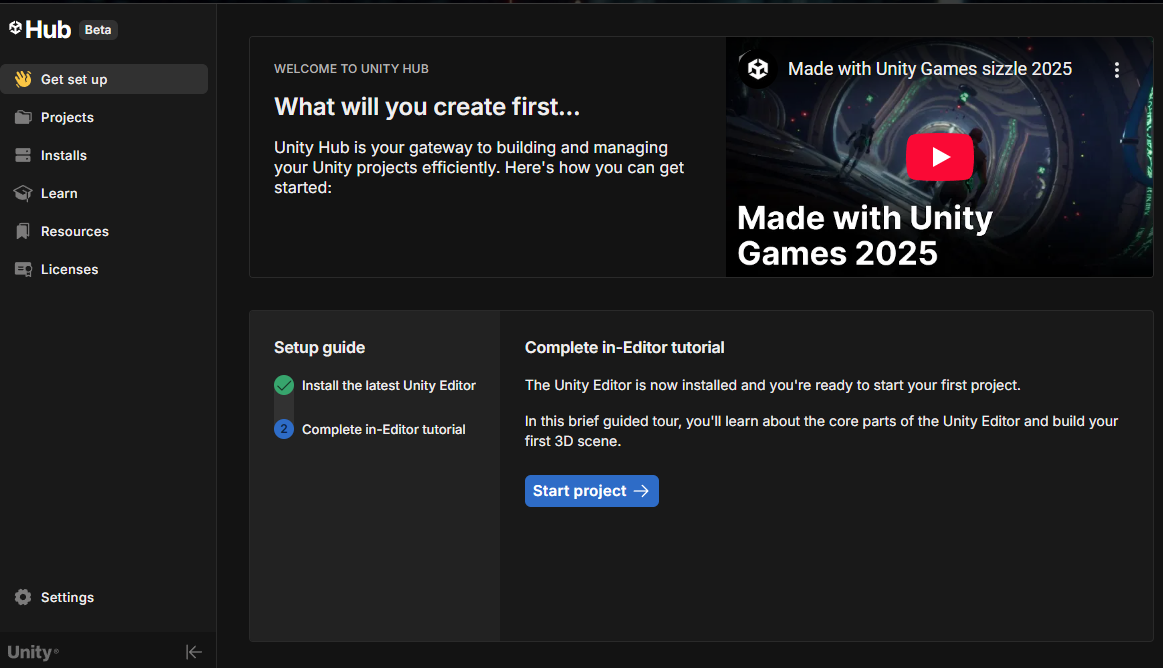 Hub Beta
Get set up
Projects
Installs
Learn
Resources
Licenses
Settings
Unity®
WELCOME TO UNITY HUB
What will you create first...
Unity Hub is your gateway to building and managing
your Unity projects efficiently. Here's how you can get
started:
Made with Unity Games sizzle 2025
Made with Unity
Games 2025
Setup guide
Install the latest Unity Editor
2 Complete in-Editor tutorial
Complete in-Editor tutorial
The Unity Editor is now installed and you're ready to start your first project.
In this brief guided tour, you'll learn about the core parts of the Unity Editor and build your
first 3D scene.
Start project